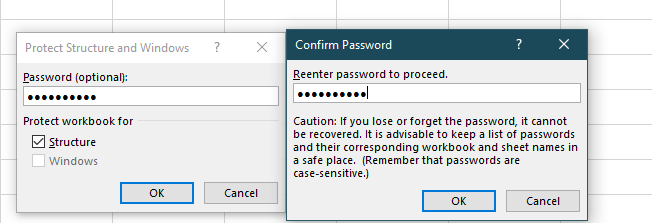 Protect Structure and Windows ? ×
Password (optional):
●●●●●●●●●●
Protect workbook for
Structure
Windows
OK Cancel
Confirm Password ? ×
Reenter password to proceed.
●●●●●●●●●●
Caution: If you lose or forget the password, it cannot
be recovered. It is advisable to keep a list of passwords
and their corresponding workbook and sheet names in
a safe place.  (Remember that passwords are
case-sensitive.)
OK Cancel